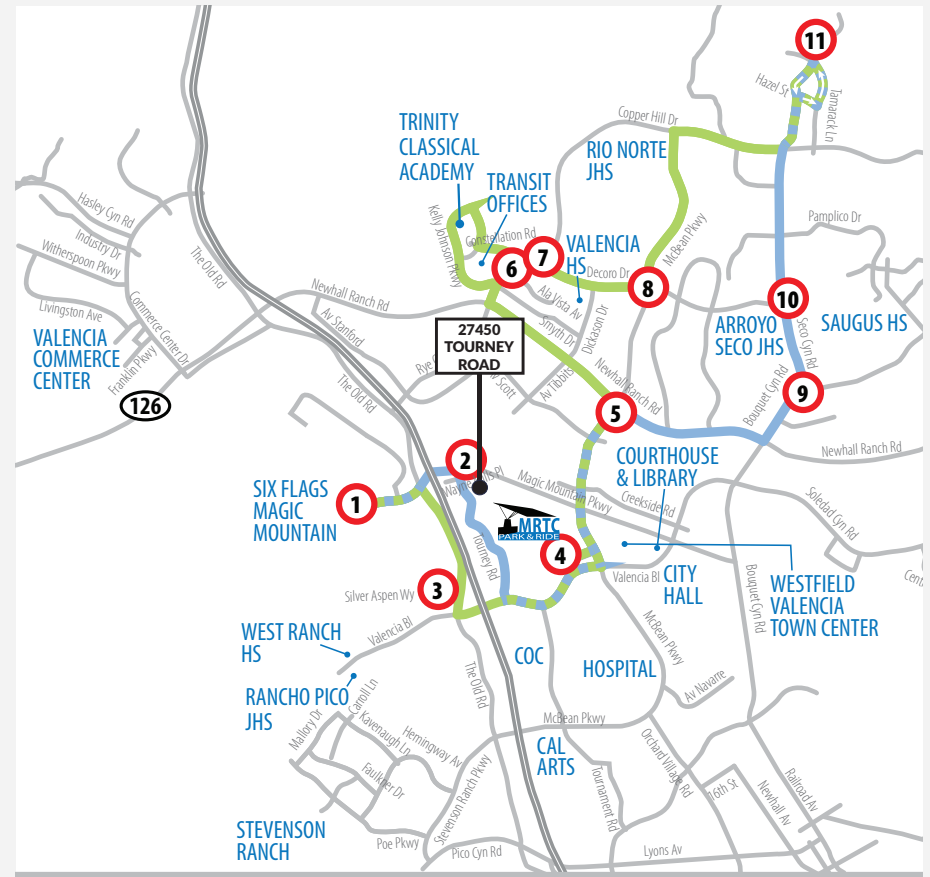 11
Hazel St
Tamarack Ln
Copper Hill Dr
TRINITY
CLASSICAL
ACADEMY
RIO NORTE
JHS
TRANSIT
OFFICES
Hasley Cyn Rd
Industry Dr
Witherspoon Pkwy
Kelly Johnson Pkwy
Constellation Rd
McBean Pkwy
Pamplico Dr
VALENCIA
HS
7
6
Decoro Dr
8
10
The Old Rd
Newhall Ranch Rd
Ala Vista Av
Livingston Ave
Commerce Center Dr
Av Stanford
27450
TOURNEY
ROAD
Smyth Dr
Dickason Dr
ARROYO
SECO JHS
Seco Cyn Rd
SAUGUS HS
VALENCIA
COMMERCE
CENTER
Franklin Pkwy
126
The Old Rd
Rye
Scott
Av Tibbits
Newhall Ranch Rd
5
Bouquet Cyn Rd
9
Newhall Ranch Rd
2
COURTHOUSE
& LIBRARY
SIX FLAGS
MAGIC
MOUNTAIN
1
Magic Mountain Pkwy
Creekside Rd
Soledad Cyn Rd
MRTC
PARK & RIDE
Tourney Rd
4
Valencia Bl
CITY
HALL
Bouquet Cyn Rd
WESTFIELD
VALENCIA
TOWN CENTER
Cent
3
Silver Aspen Wy
Valencia Bl
WEST RANCH
HS
COC
HOSPITAL
McBean Pkwy
RANCHO PICO
JHS
Carroll Ln
The Old Rd
Av Navarre
Mallory Dr
Kavenaugh Ln
Hemingway Av
McBean Pkwy
CAL
ARTS
Orchard Village Rd
Faulkner Dr
Stevenson Ranch Pkwy
Tournament Rd
16th St
Newhall Av
Railroad Av
STEVENSON
RANCH
Poe Pkwy
Pico Cyn Rd
Lyons Av